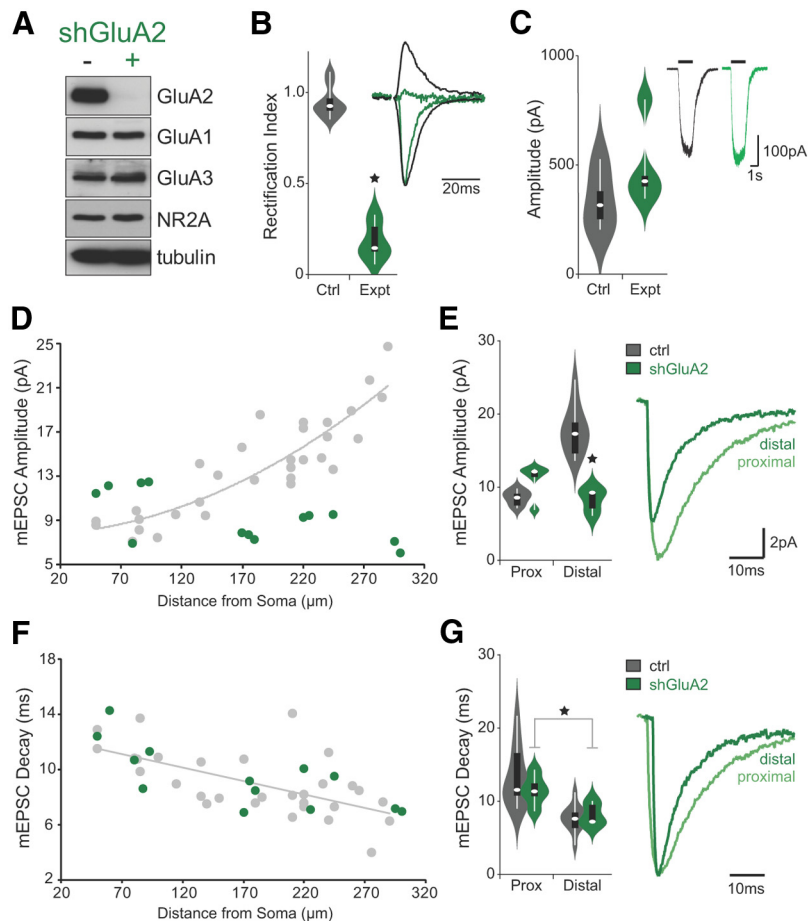 A
shGluA2
- +
GluA2
GluA1
GluA3
NR2A
tubulin
B
Rectification Index
1.0
0.5
0
Ctrl Expt
★
20ms
C
Amplitude (pA)
1000
500
0
Ctrl Expt
100pA
1s
D
mEPSC Amplitude (pA)
25
21
17
13
9
5
20 70 120 170 220 270 320
Distance from Soma (µm)
E
mEPSC Amplitude (pA)
30
20
10
0
Prox Distal
ctrl
shGluA2
★
distal
proximal
2pA
10ms
F
mEPSC Decay (ms)
18
14
10
6
2
20 70 120 170 220 270 320
Distance from Soma (µm)
G
mEPSC Decay (ms)
30
20
10
0
Prox Distal
ctrl
shGluA2
★
distal
proximal
10ms